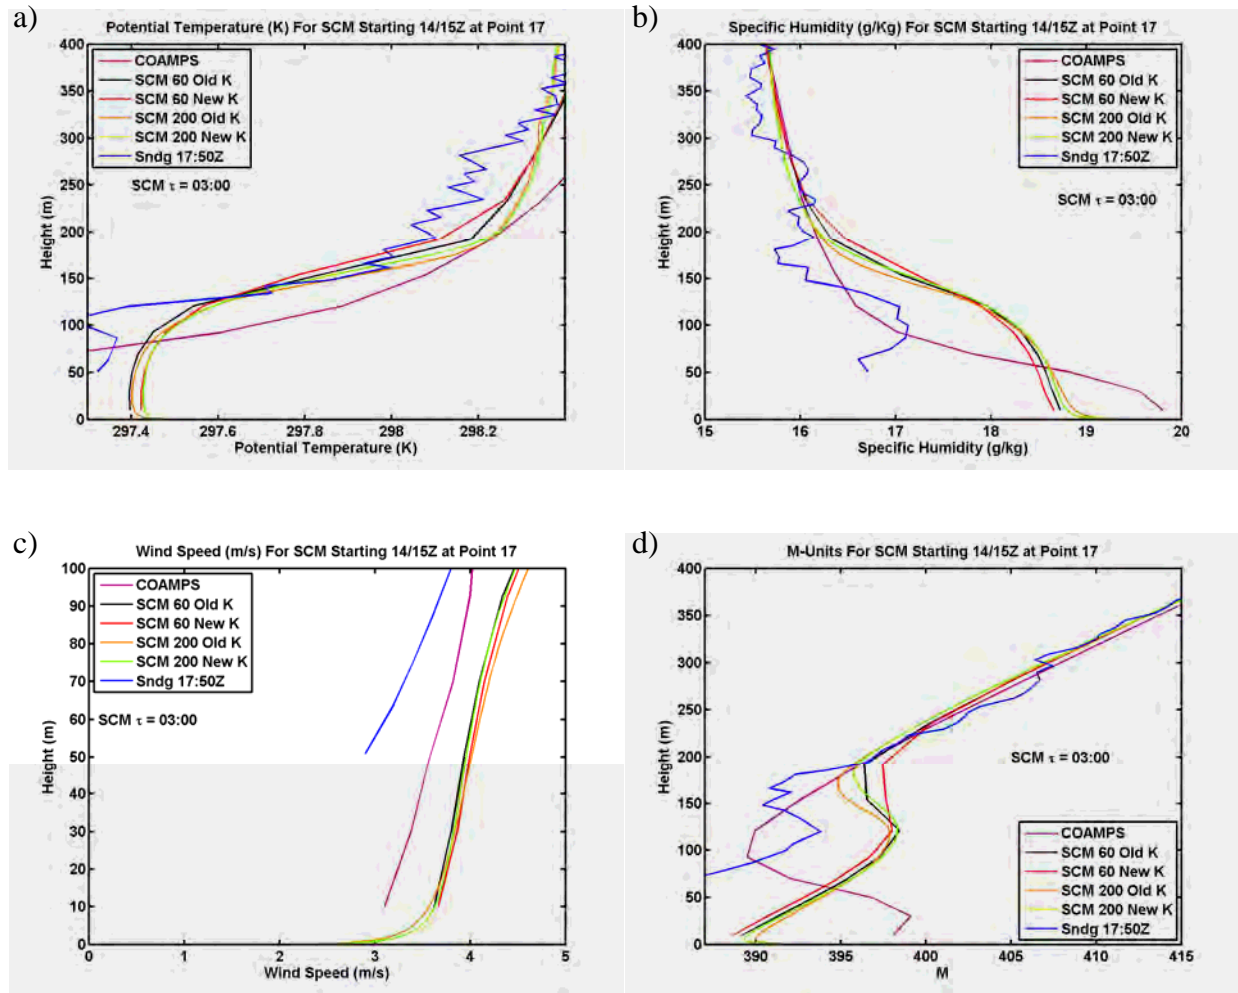 a)
Potential Temperature (K) For SCM Starting 14/15Z at Point 17
400
350
300
250
200
150
100
50
0
Height (m)
COAMPS
SCM 60 Old K
SCM 60 New K
SCM 200 Old K
SCM 200 New K
Sndg 17:50Z
SCM τ = 03:00
297.4
297.6
297.8
298
298.2
Potential Temperature (K)
b)
Specific Humidity (g/Kg) For SCM Starting 14/15Z at Point 17
400
350
300
250
200
150
100
50
0
Height (m)
COAMPS
SCM 60 Old K
SCM 60 New K
SCM 200 Old K
SCM 200 New K
Sndg 17:50Z
SCM τ = 03:00
15
16
17
18
19
20
Specific Humidity (g/kg)
c)
Wind Speed (m/s) For SCM Starting 14/15Z at Point 17
100
90
80
70
60
50
40
30
20
10
0
Height (m)
COAMPS
SCM 60 Old K
SCM 60 New K
SCM 200 Old K
SCM 200 New K
Sndg 17:50Z
SCM τ = 03:00
0
1
2
3
4
5
Wind Speed (m/s)
d)
M-Units For SCM Starting 14/15Z at Point 17
400
350
300
250
200
150
100
50
0
Height (m)
SCM τ = 03:00
COAMPS
SCM 60 Old K
SCM 60 New K
SCM 200 Old K
SCM 200 New K
Sndg 17:50Z
390
395
400
405
410
415
M